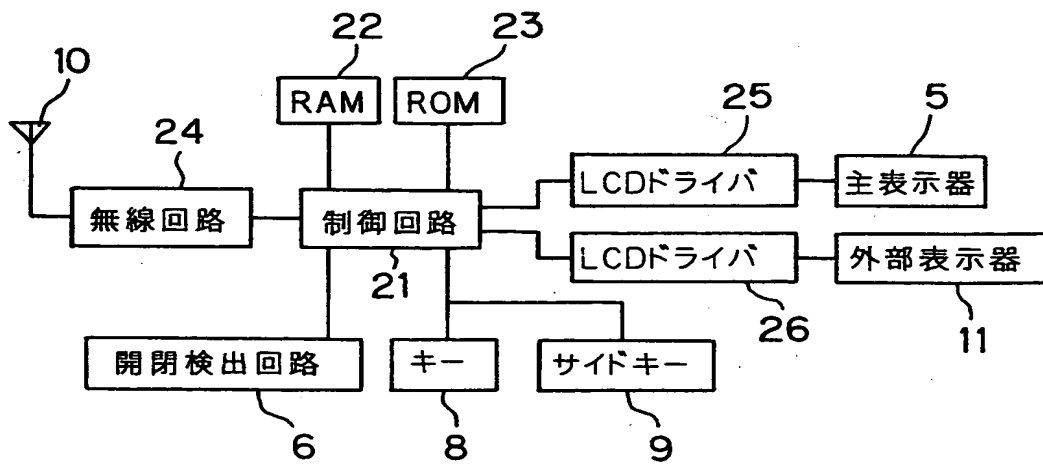 22
23
10
RAM
ROM
25
5
24
LCDドライバ
主表示器
無線回路
制御回路
LCDドライバ
外部表示器
21
26
11
開閉検出回路
キー
サイドキー
6
8
9